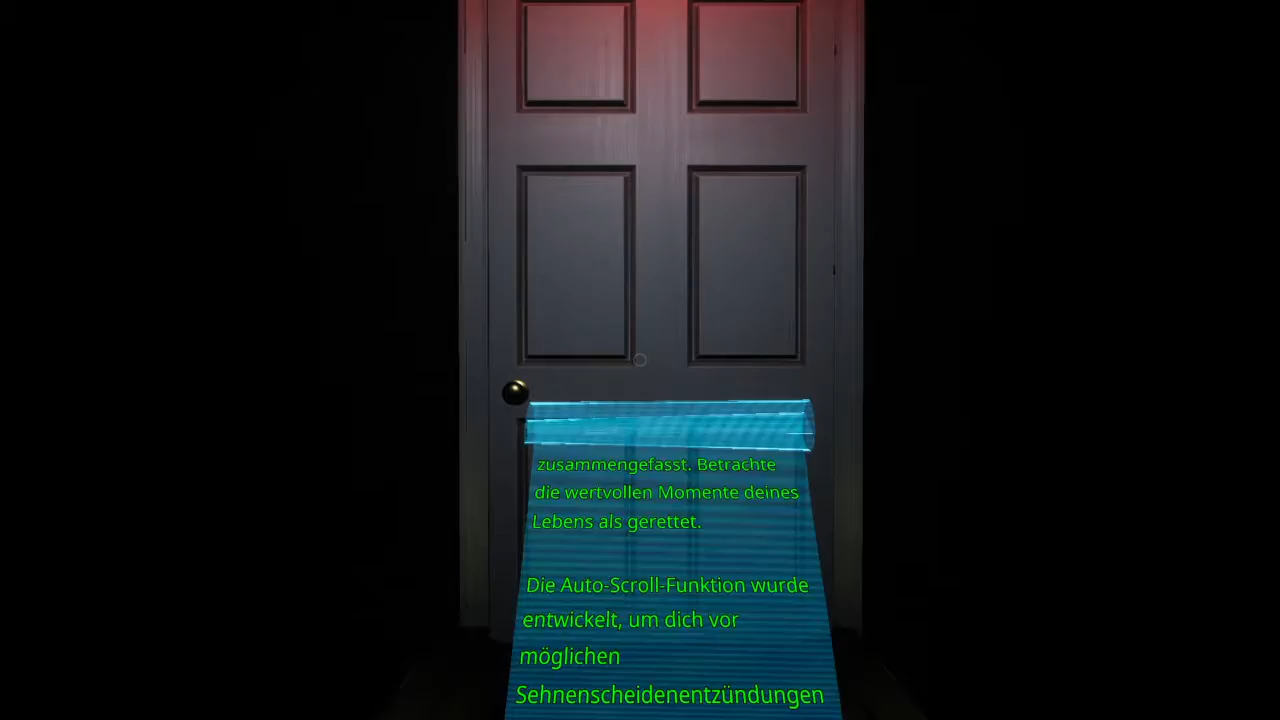 zusammengefasst. Betrachte
die wertvollen Momente deines
Lebens als gerettet.
Die Auto-Scroll-Funktion wurde
entwickelt, um dich vor
möglichen
Sehnenscheidenentzündungen